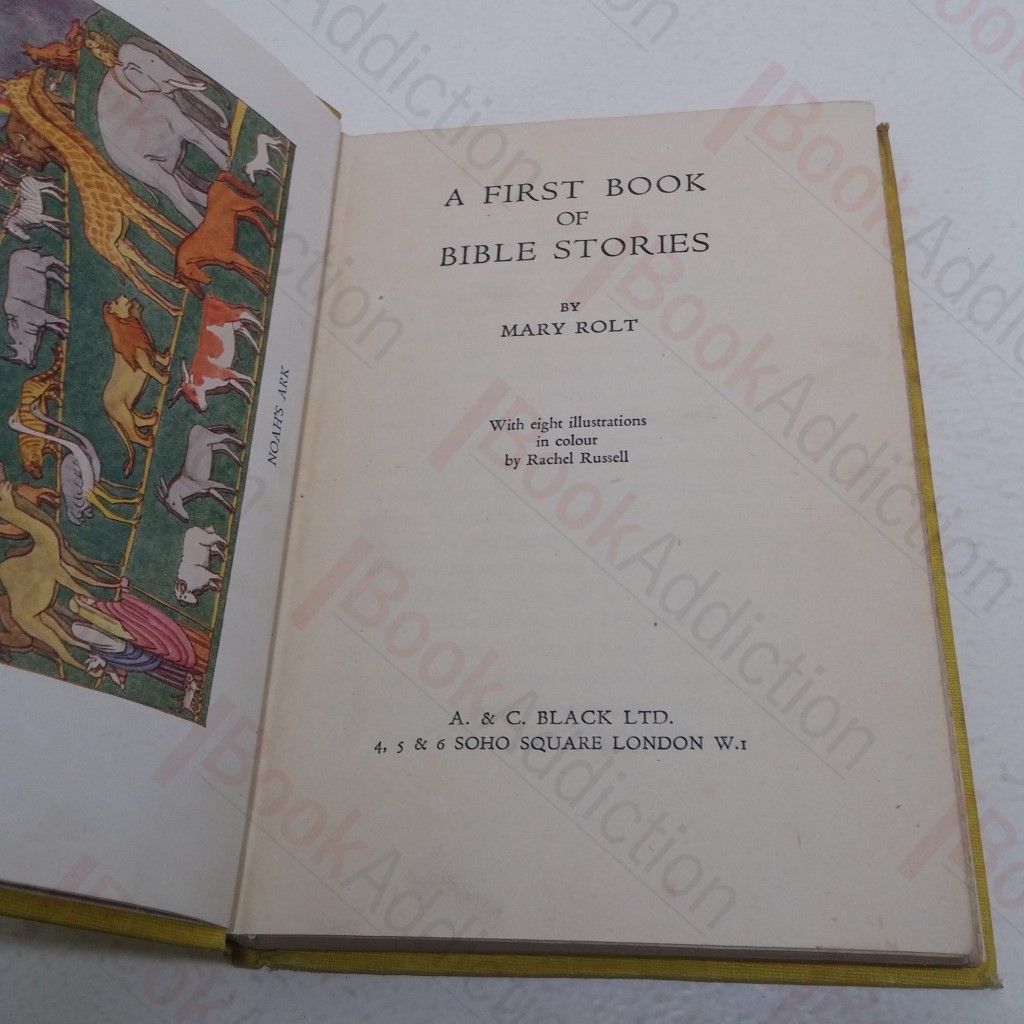 NOAH'S ARK
A FIRST BOOK
OF
BIBLE STORIES
BY
MARY ROLT
With eight illustrations
in colour
by Rachel Russell
A. & C. BLACK LTD.
4, 5 & 6 SOHO SQUARE LONDON W.1
BookAddiction